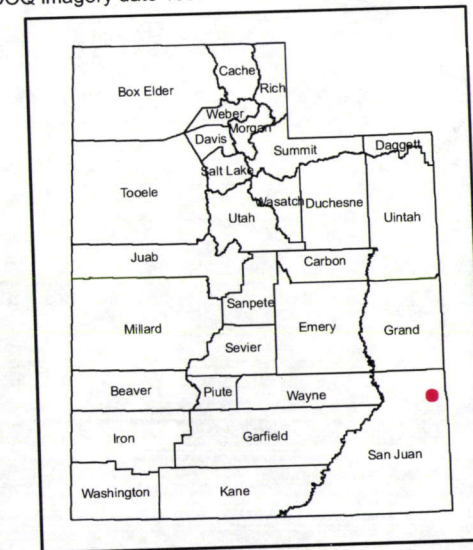 Cache
Box Elder
Rich
Weber
Morgan
Davis
Summit
Daggett
Salt Lake
Tooele
Wasatch
Duchesne
Utah
Uintah
Juab
Carbon
Sanpete
Millard
Emery
Grand
Sevier
Beaver
Piute
Wayne
Iron
Garfield
San Juan
Washington
Kane